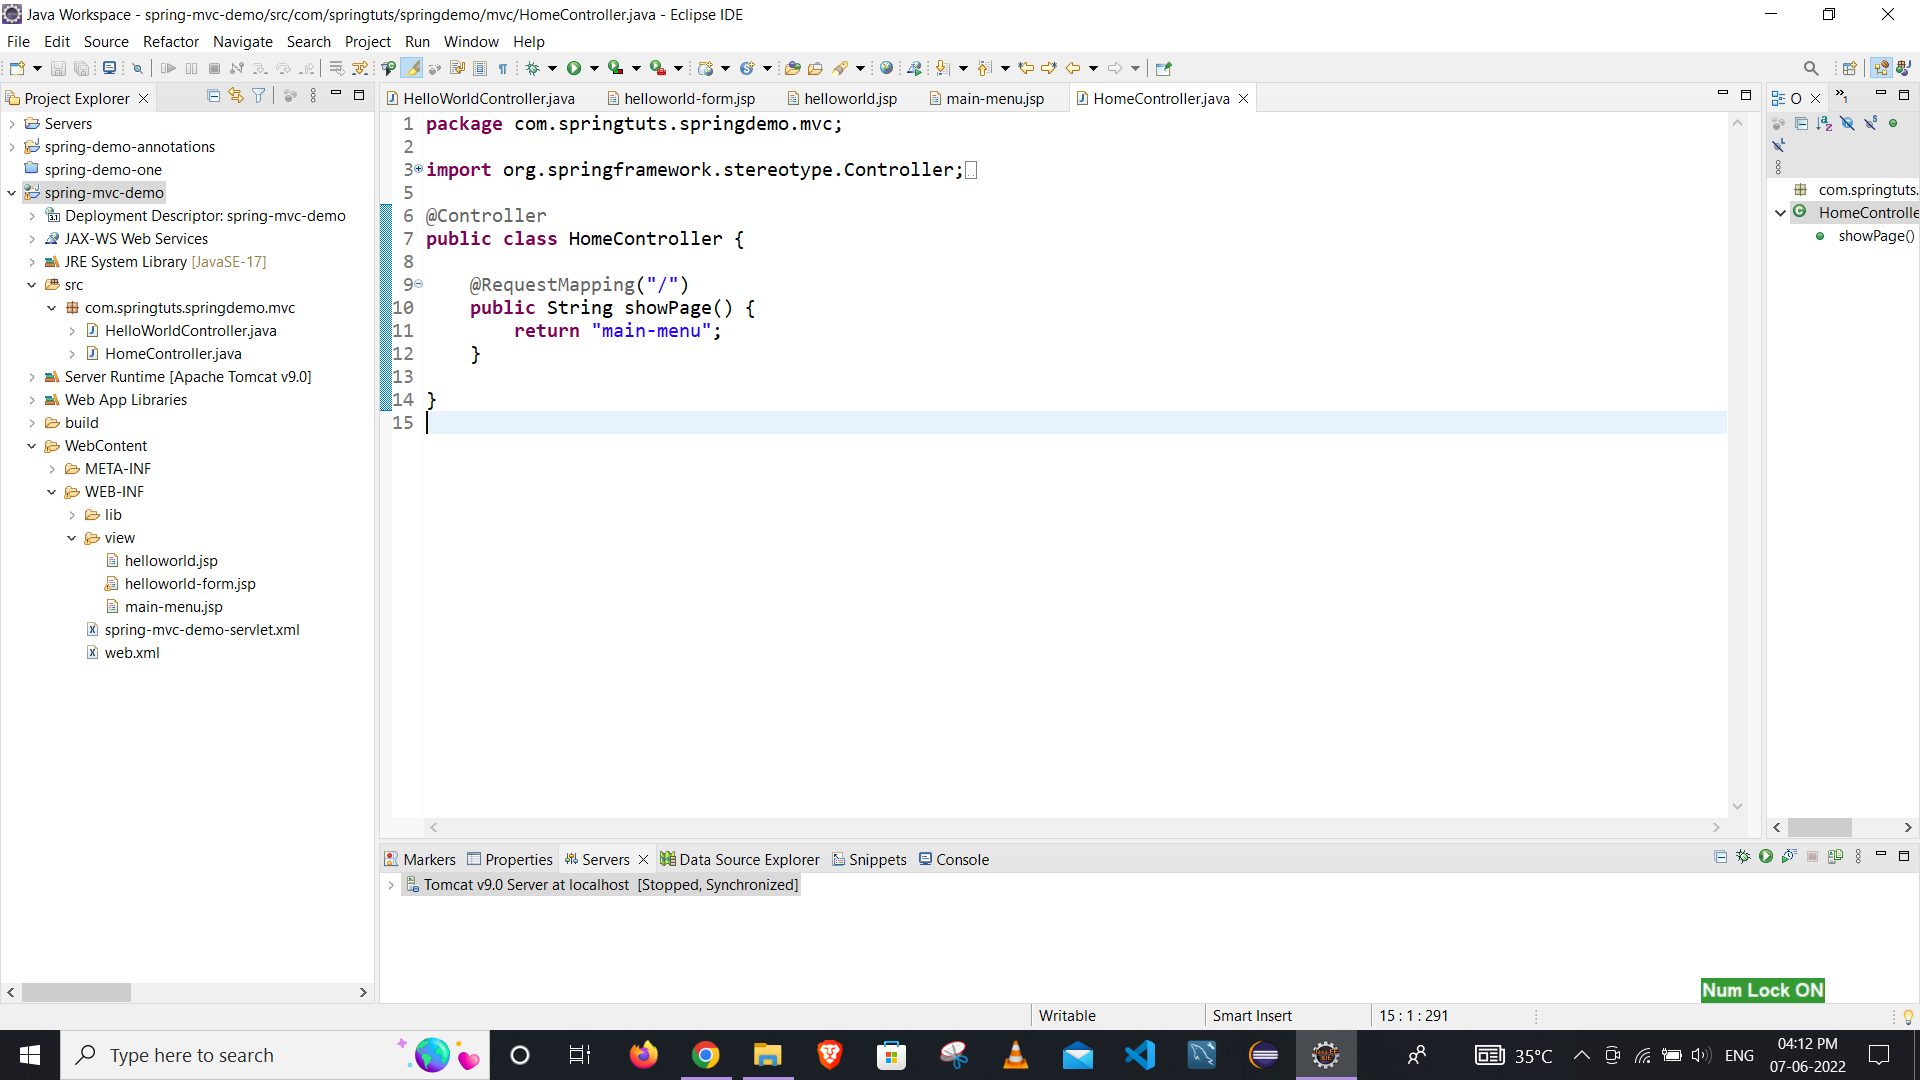 Java Workspace - spring-mvc-demo/src/com/springtuts/springdemo/mvc/HomeController.java - Eclipse IDE
File Edit Source Refactor Navigate Search Project Run Window Help
Project Explorer
Servers
spring-demo-annotations
spring-demo-one
spring-mvc-demo
Deployment Descriptor: spring-mvc-demo
JAX-WS Web Services
JRE System Library [JavaSE-17]
src
com.springtuts.springdemo.mvc
HelloWorldController.java
HomeController.java
Server Runtime [Apache Tomcat v9.0]
Web App Libraries
build
WebContent
META-INF
WEB-INF
lib
view
helloworld.jsp
helloworld-form.jsp
main-menu.jsp
spring-mvc-demo-servlet.xml
web.xml
HelloWorldController.java helloworld-form.jsp helloworld.jsp main-menu.jsp HomeController.java
1 package com.springtuts.springdemo.mvc;
2
3 import org.springframework.stereotype.Controller;
5
6 @Controller
7 public class HomeController {
8
9 @RequestMapping("/")
10 public String showPage() {
11 return "main-menu";
12 }
13
14 }
15
O
1
com.springtuts.
HomeControlle
showPage()
Markers Properties Servers Data Source Explorer Snippets Console
Tomcat v9.0 Server at localhost [Stopped, Synchronized]
Num Lock ON
Writable Smart Insert 15 : 1 : 291
Type here to search
35°C ENG
04:12 PM
07-06-2022